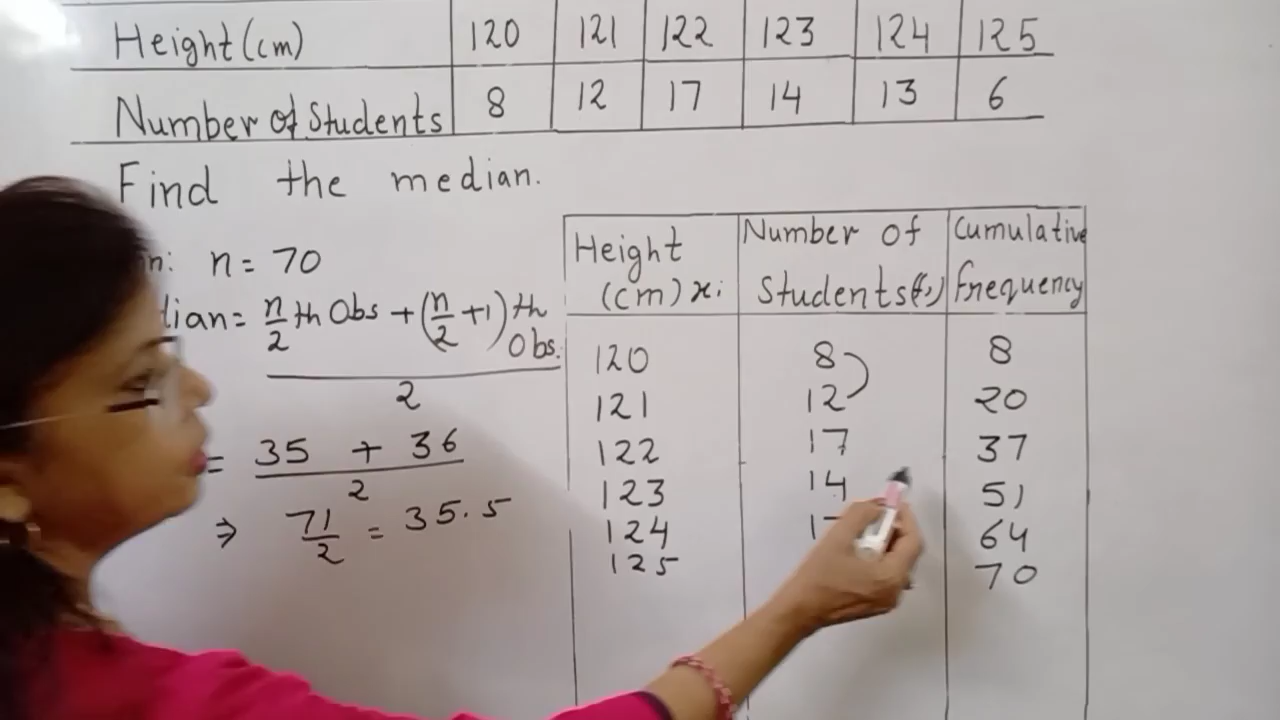 Height(cm) 120 121 122 123 124 125
Number of Students 8 12 17 14 13 6
Find the median.
n = 70
= n/2 th Obs + (n/2 +1) th Obs.
2
= 35 + 36
2
⇒ 71/2 = 35.5
Height (cm) xi Number of Students(fi) Cumulative frequency
120 8 8
121 12 20
122 17 37
123 14 51
124 64
125 70